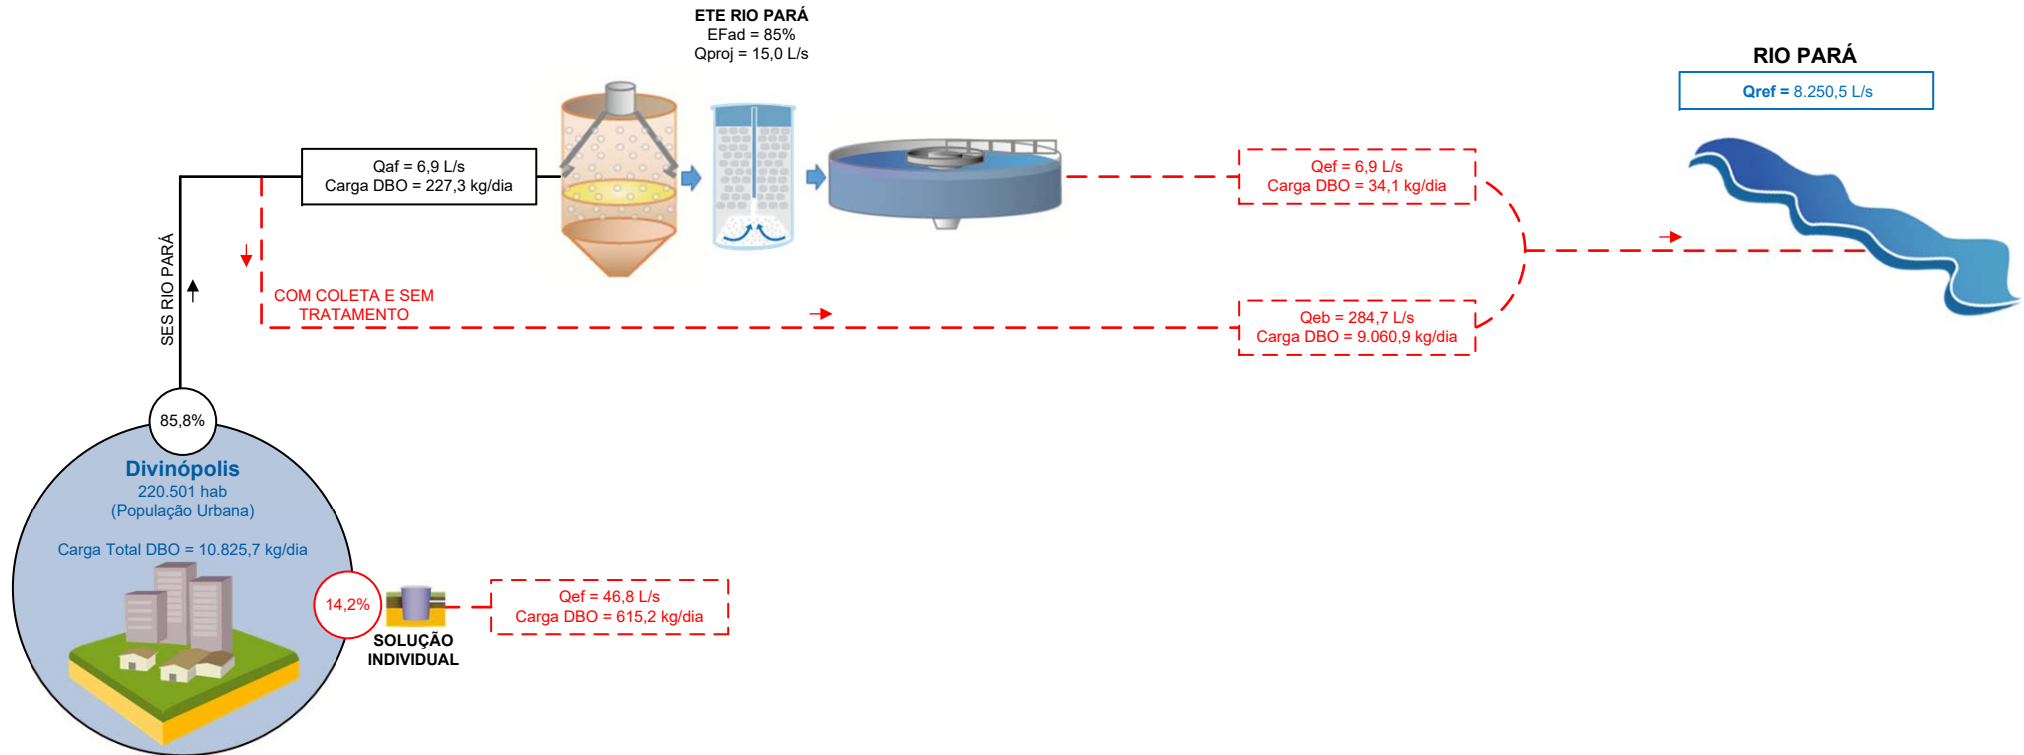 ETE RIO PARÁ
EFad = 85%
Qproj = 15,0 L/s
RIO PARÁ
Qref = 8.250,5 L/s
Qaf = 6,9 L/s
Carga DBO = 227,3 kg/dia
Qef = 6,9 L/s
Carga DBO = 34,1 kg/dia
SES RIO PARÁ
COM COLETA E SEM
TRATAMENTO
Qeb = 284,7 L/s
Carga DBO = 9.060,9 kg/dia
85,8%
Divinópolis
220.501 hab
(População Urbana)
Carga Total DBO = 10.825,7 kg/dia
14,2%
SOLUÇÃO
INDIVIDUAL
Qef = 46,8 L/s
Carga DBO = 615,2 kg/dia